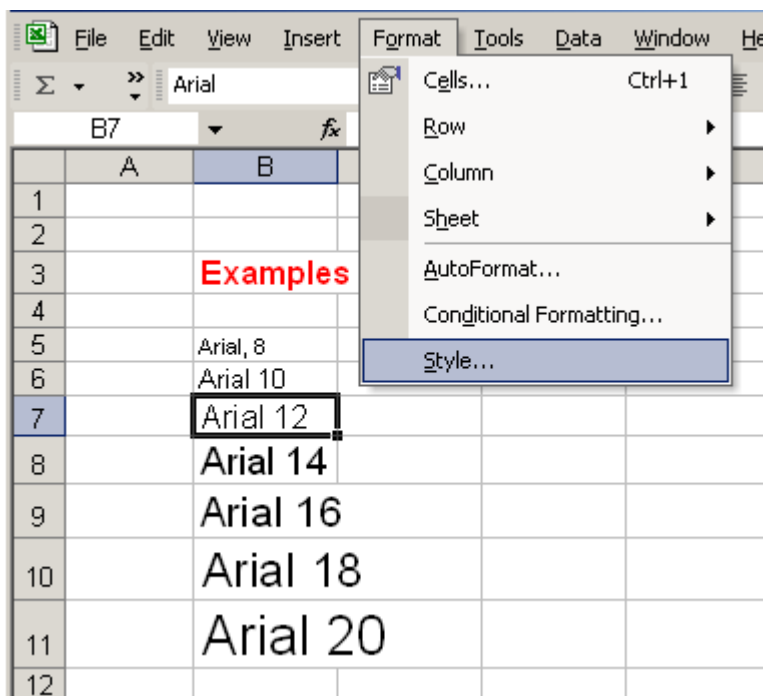 File Edit View Insert Format Tools Data Window He
Σ Arial Cells... Ctrl+1
B7 fx Row
Column
A B
Sheet
1
2
AutoFormat...
3 Examples
4 Conditional Formatting...
5 Arial, 8
Style...
6 Arial 10
7 Arial 12
8 Arial 14
9 Arial 16
10 Arial 18
11 Arial 20
12